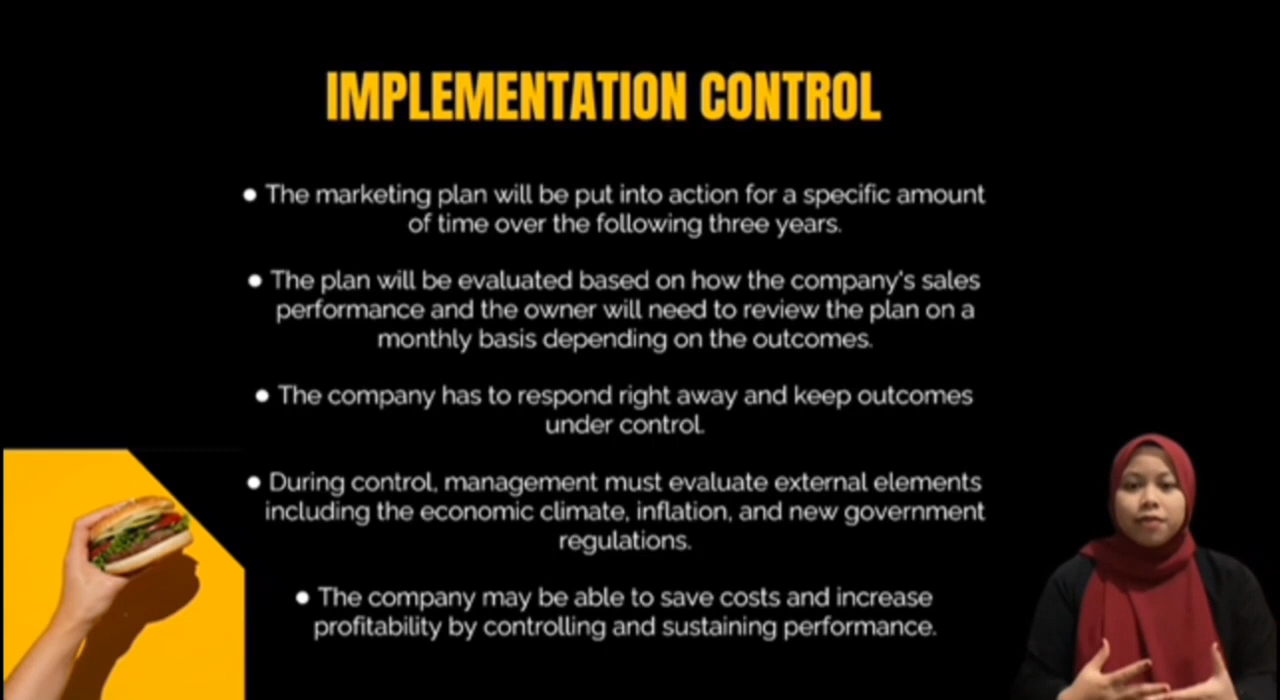 IMPLEMENTATION CONTROL
● The marketing plan will be put into action for a specific amount
of time over the following three years.
● The plan will be evaluated based on how the company's sales
performance and the owner will need to review the plan on a
monthly basis depending on the outcomes.
● The company has to respond right away and keep outcomes
under control.
● During control, management must evaluate external elements
including the economic climate, inflation, and new government
regulations.
● The company may be able to save costs and increase
profitability by controlling and sustaining performance.